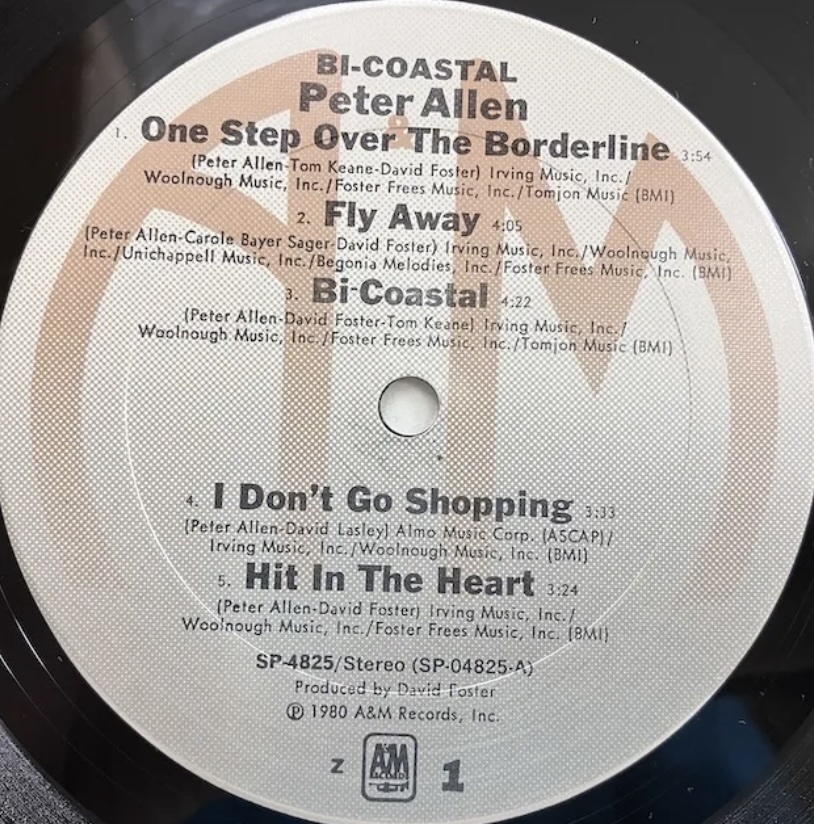 BI-COASTAL
Peter Allen
1. One Step Over The Borderline 3:54
(Peter Allen-Tom Keane-David Foster) Irving Music, Inc./
Woolnough Music, Inc./Foster Frees Music, Inc./Tomjon Music (BMI)
2. Fly Away 4:05
(Peter Allen-Carole Bayer Sager-David Foster) Irving Music, Inc./Woolnough Music,
Inc./Unichappell Music, Inc./Begonia Melodies, Inc./Foster Frees Music, Inc. (BMI)
3. Bi-Coastal 4:22
(Peter Allen-David Foster-Tom Keane) Irving Music, Inc./
Woolnough Music, Inc./Foster Frees Music, Inc./Tomjon Music (BMI)
4. I Don't Go Shopping 3:33
(Peter Allen-David Lasley) Almo Music Corp. (ASCAP)/
Irving Music, Inc./Woolnough Music, Inc. (BMI)
5. Hit In The Heart 3:24
(Peter Allen-David Foster) Irving Music, Inc./
Woolnough Music, Inc./Foster Frees Music, Inc. (BMI)
SP-4825/Stereo (SP-04825-A)
Produced by David Foster
℗ 1980 A&M Records, Inc.
Z A&M RECORDS 1